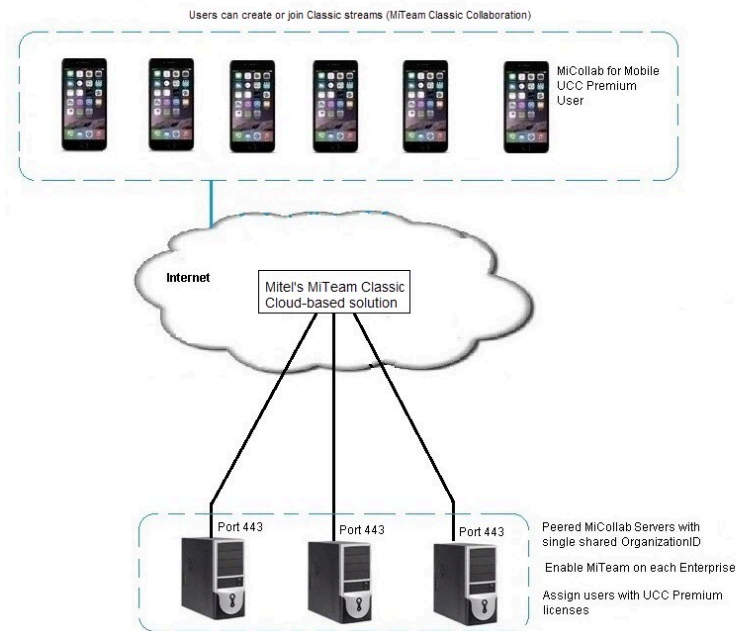 Users can create or join Classic streams (MiTeam Classic Collaboration)
MiCollab for Mobile
UCC Premium
User
Internet
Mitel's MiTeam Classic
Cloud-based solution
Port 443
Port 443
Port 443
Peered MiCollab Servers with
single shared OrganizationID
Enable MiTeam on each Enterprise
Assign users with UCC Premium
licenses